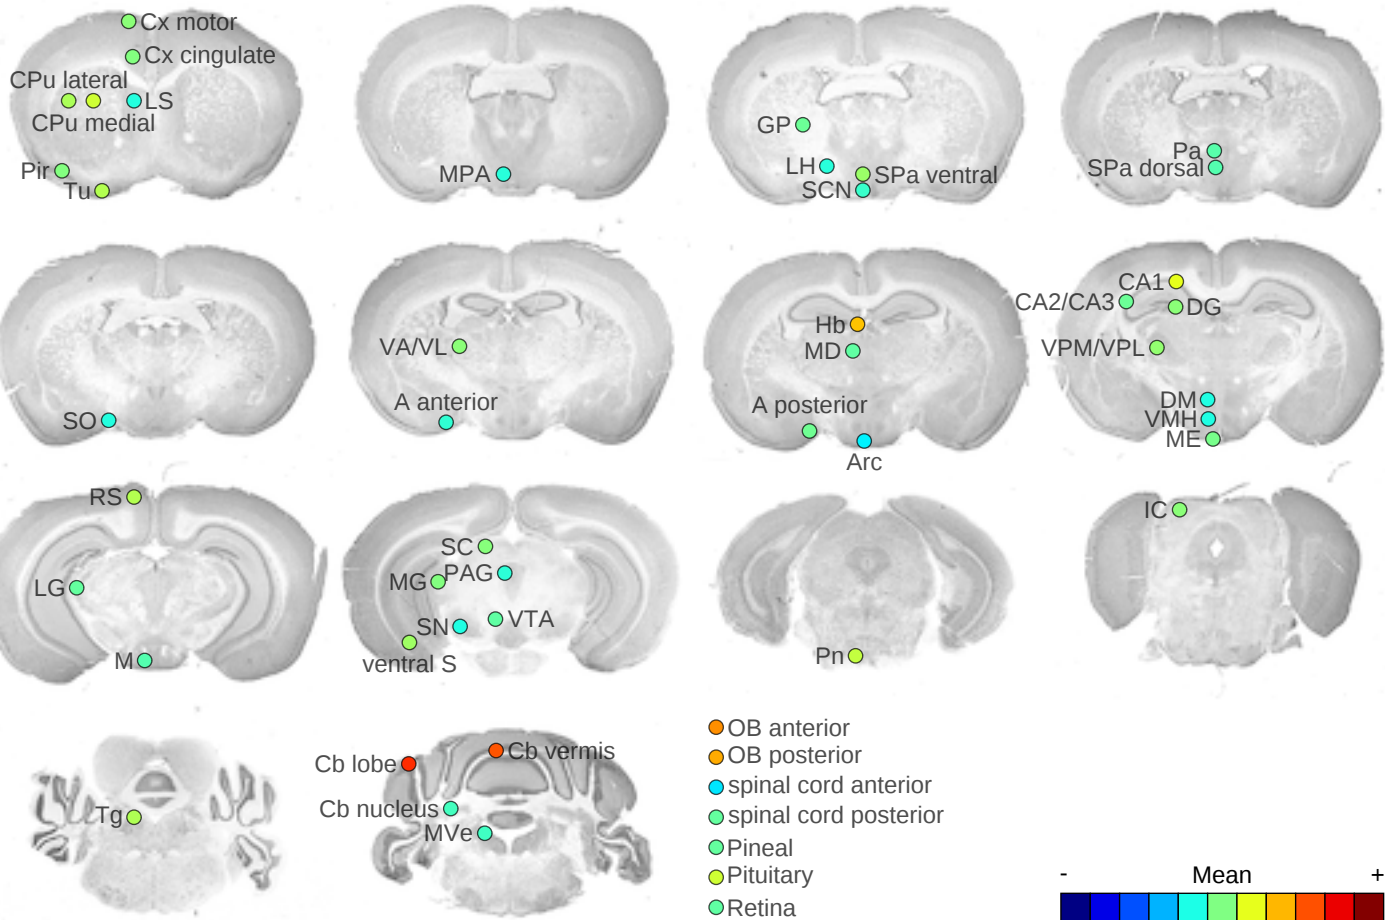 Cx motor
Cx cingulate
CPu lateral
LS
CPu medial
Pir
Tu
MPA
GP
LH
SPa ventral
SCN
Pa
SPa dorsal
SO
VA/VL
A anterior
Hb
MD
A posterior
Arc
CA1
CA2/CA3
DG
VPM/VPL
DM
VMH
ME
RS
LG
M
SC
MG
PAG
SN
VTA
ventral S
Pn
IC
Tg
Cb lobe
Cb vermis
Cb nucleus
MVe
OB anterior
OB posterior
spinal cord anterior
spinal cord posterior
Pineal
Pituitary
Retina
- Mean +